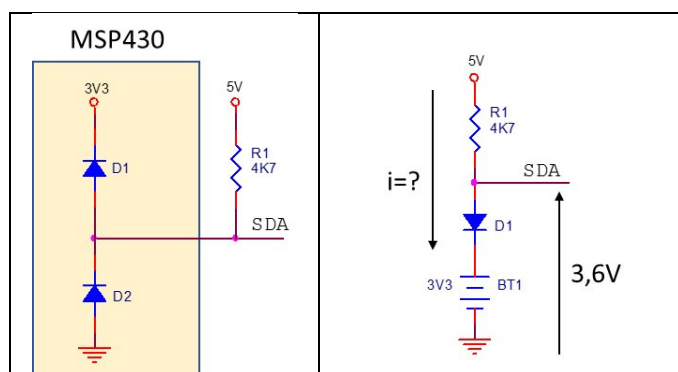 MSP430
3V3
5V
D1
R1
4K7
SDA
D2
5V
R1
4K7
i=?
SDA
D1
3V3
BT1
3,6V